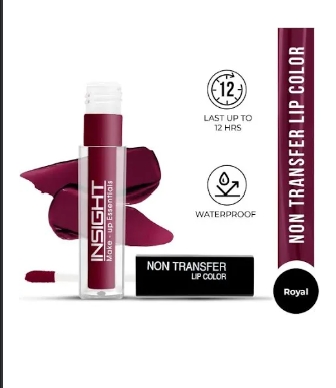 12
LAST UP TO
12 HRS
WATERPROOF
INSIGHT
Make - up Essentials
NON TRANSFER
LIP COLOR
NON TRANSFER LIP COLOR
Royal